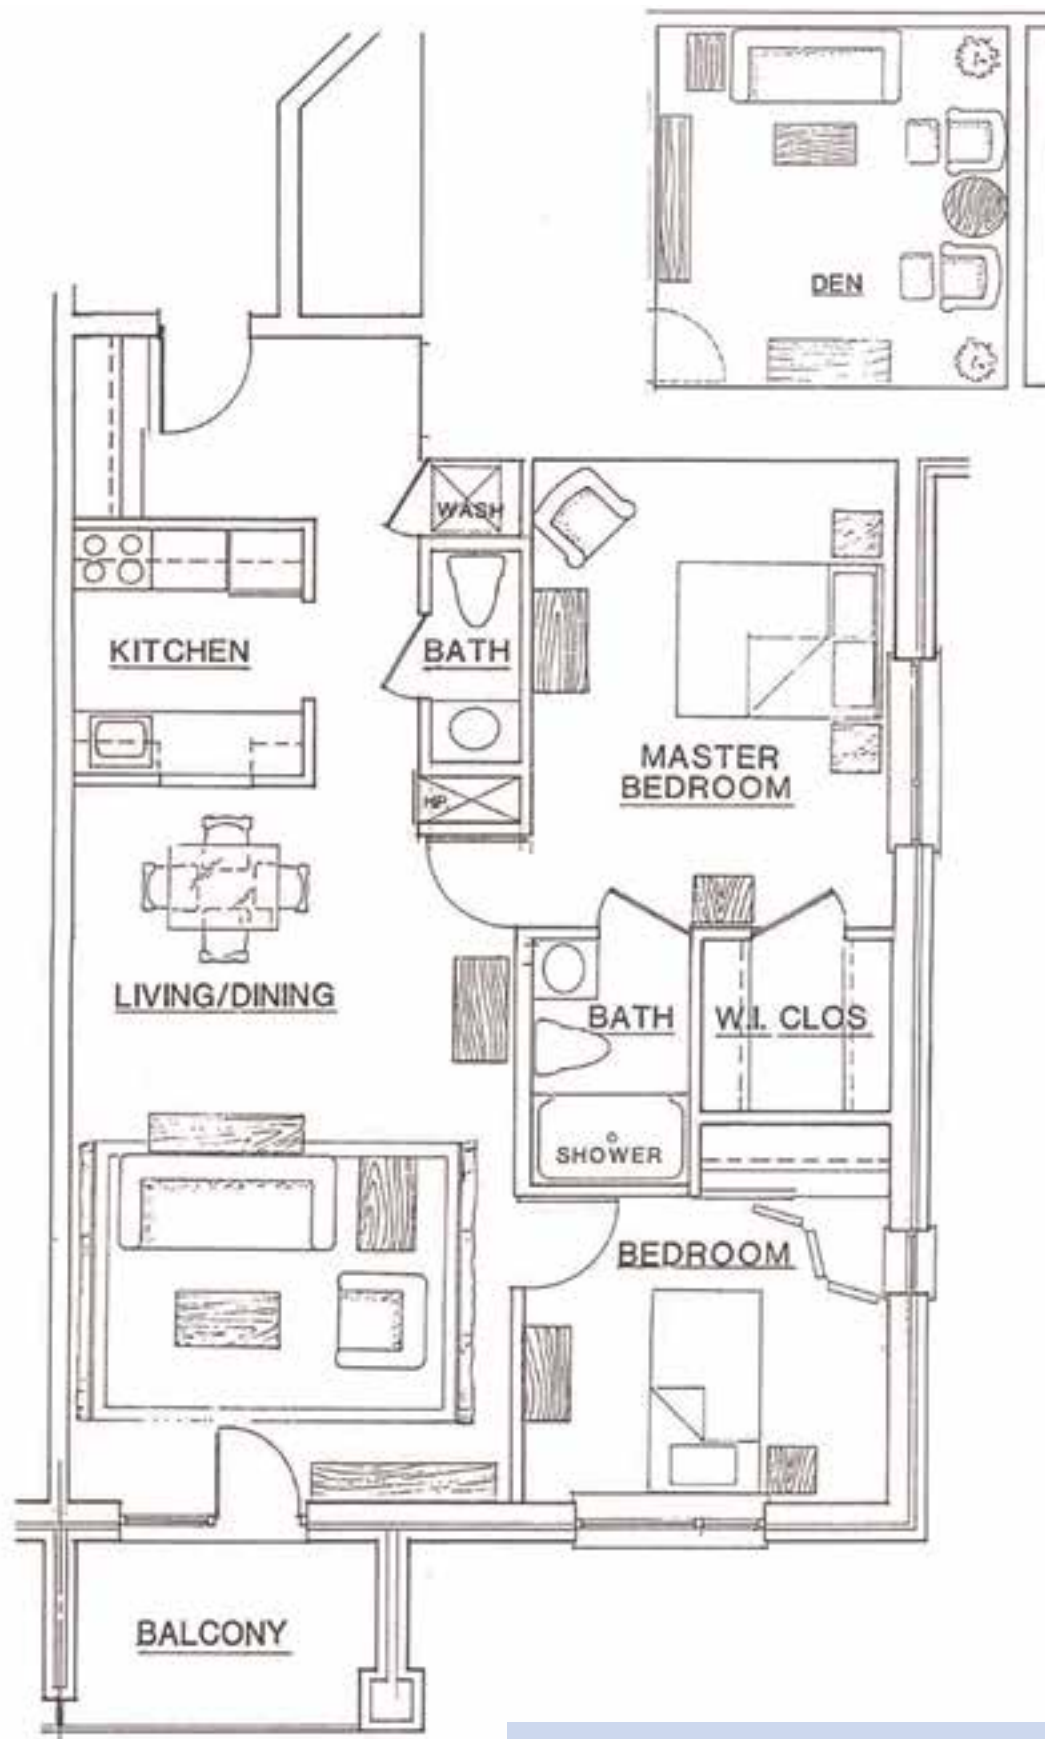 DEN
WASH
KITCHEN
BATH
MASTER
BEDROOM
HP.
LIVING/DINING
BATH
W.I. CLOS
SHOWER
BEDROOM
BALCONY